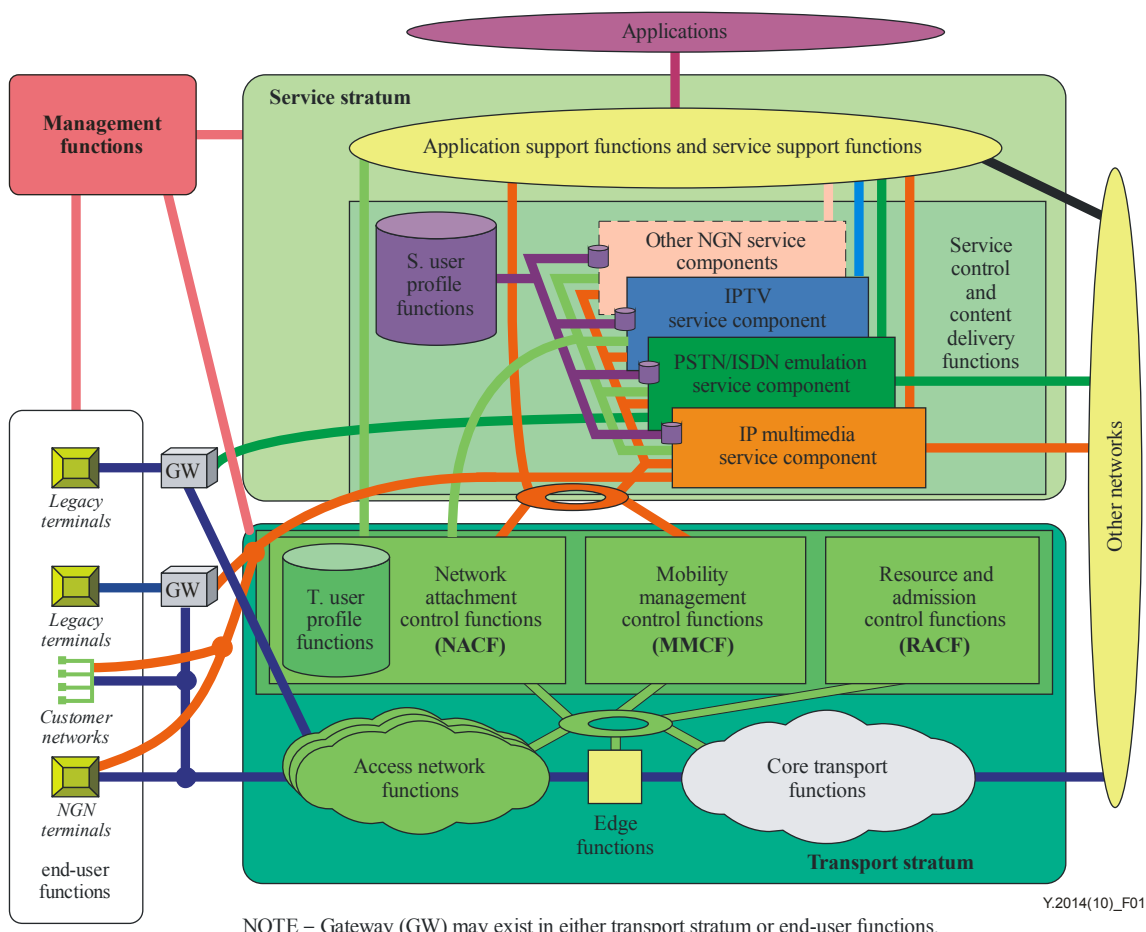 Applications
Service stratum
Management
functions
Application support functions and service support functions
S. user
profile
functions
Other NGN service
components
IPTV
service component
PSTN/ISDN emulation
service component
IP multimedia
service component
Service
control
and
content
delivery
functions
Other networks
GW
Legacy
terminals
GW
Legacy
terminals
Customer
networks
NGN
terminals
end-user
functions
T. user
profile
functions
Network
attachment
control functions
(NACF)
Mobility
management
control functions
(MMCF)
Resource and
admission
control functions
(RACF)
Access network
functions
Edge
functions
Core transport
functions
Transport stratum
Y.2014(10)_F01
NOTE – Gateway (GW) may exist in either transport stratum or end-user functions.